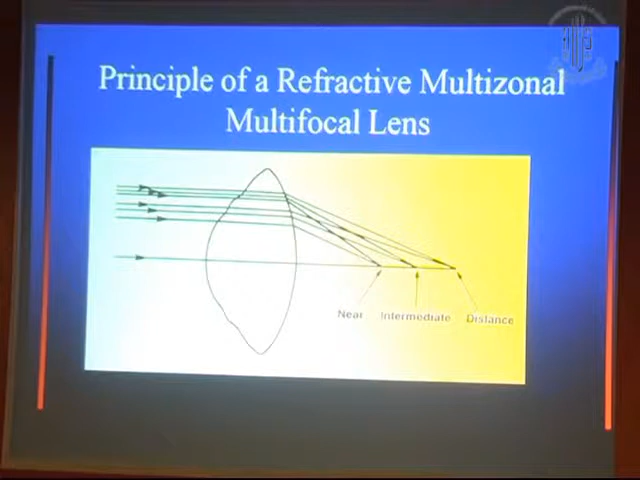 Principle of a Refractive Multizonal
Multifocal Lens
Near Intermediate Distance